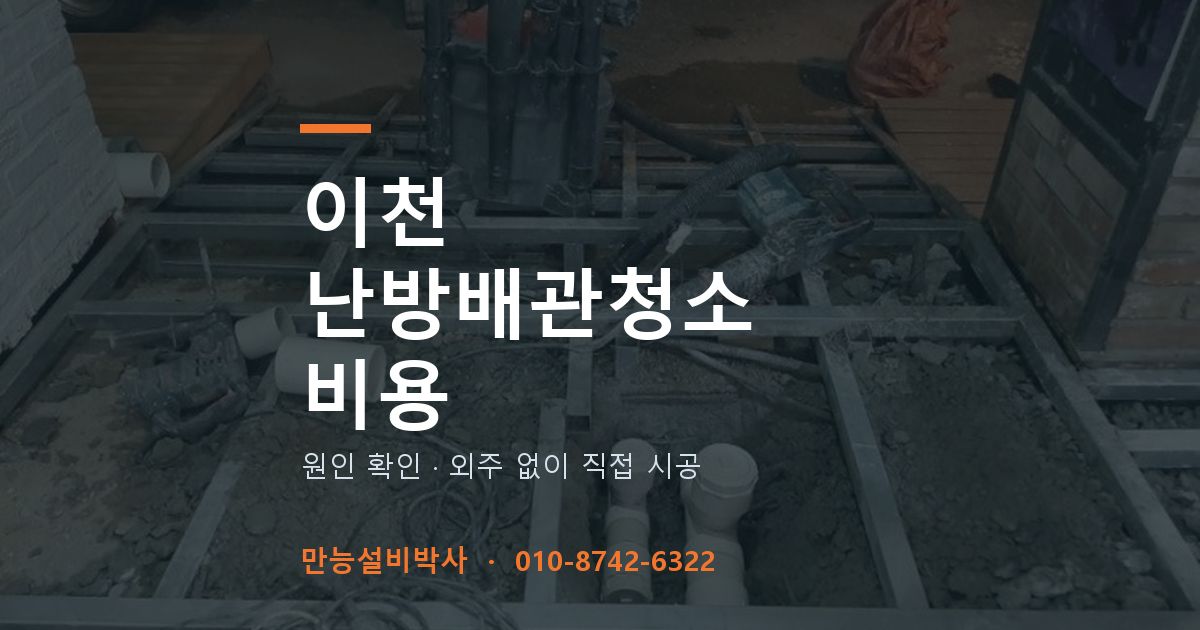 이천
난방배관청소
비용
원인 확인 · 외주 없이 직접 시공
만능설비박사 · 010-8742-6322